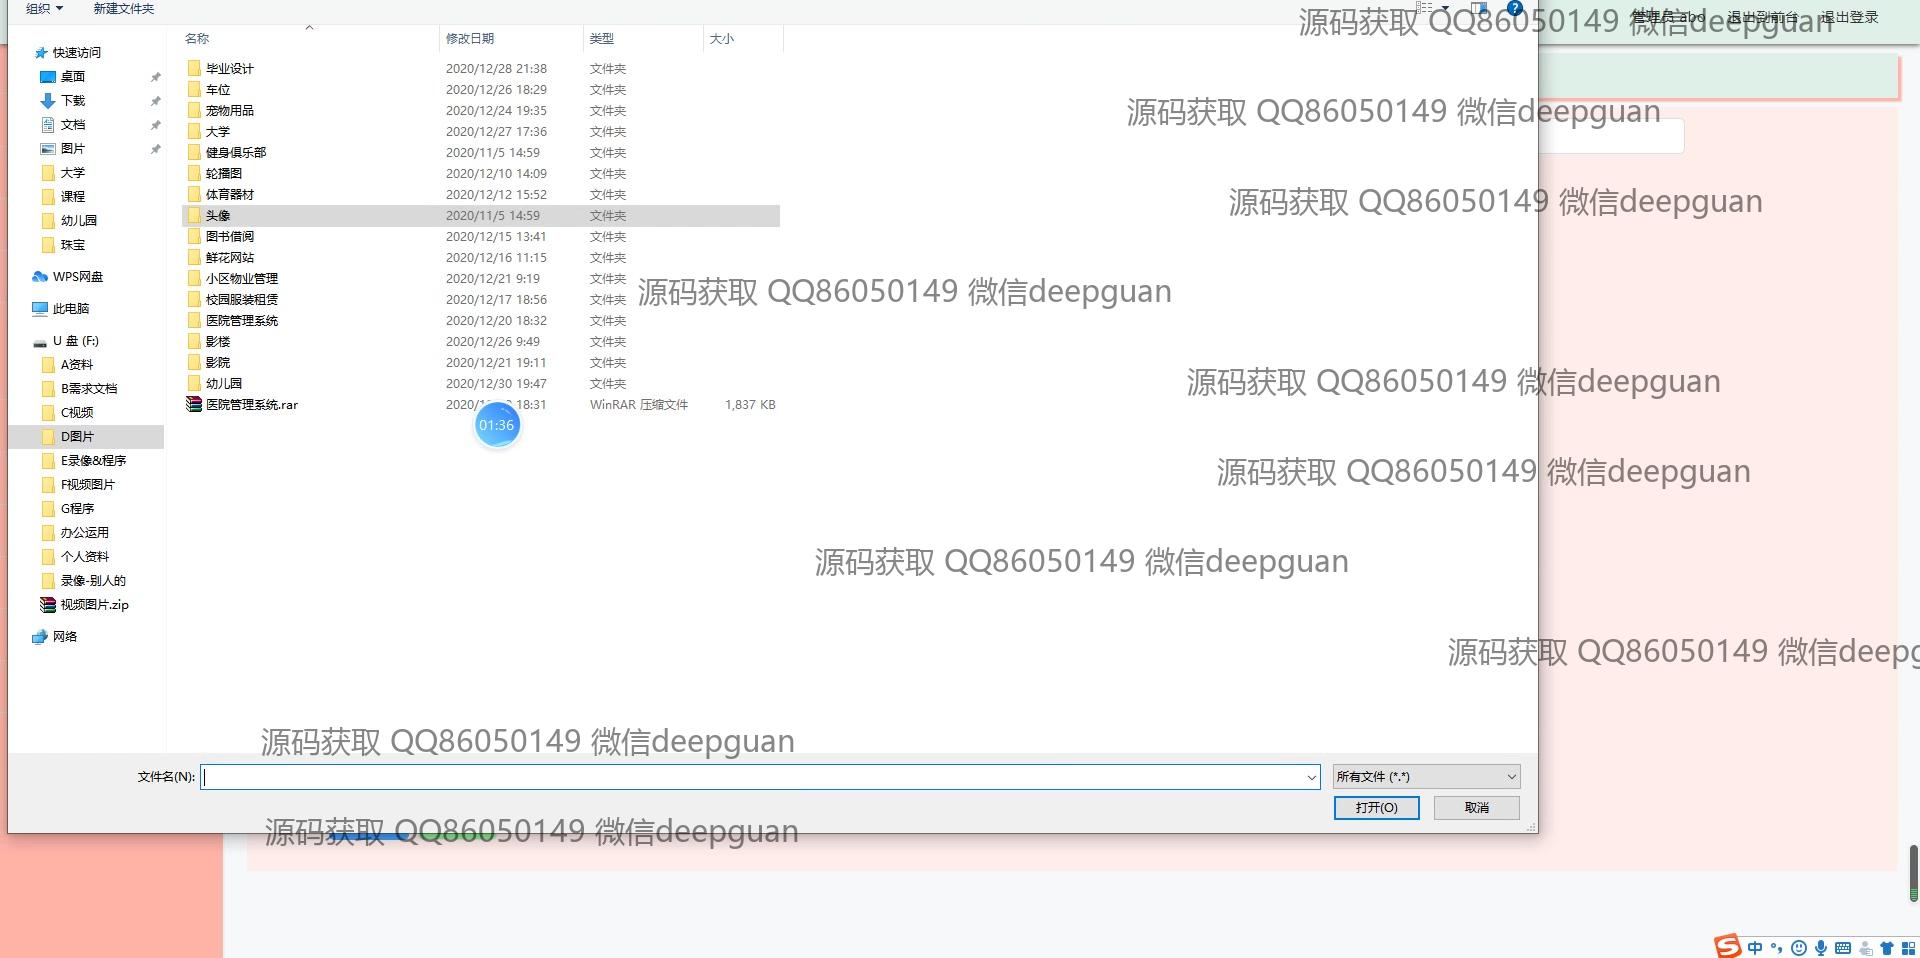 组织 新建文件夹
源码获取 QQ86050149 微信deepguan
管理员 abo 退出到前台 退出登录
名称 修改日期 类型 大小
快速访问
桌面
下载
文档
图片
大学
课程
幼儿园
珠宝
WPS网盘
此电脑
U 盘 (F:)
A资料
B需求文档
C视频
D图片
E录像&程序
F视频图片
G程序
办公运用
个人资料
录像-别人的
视频图片.zip
网络
毕业设计 2020/12/28 21:38 文件夹
车位 2020/12/26 18:29 文件夹
宠物用品 2020/12/24 19:35 文件夹
大学 2020/12/27 17:36 文件夹
健身俱乐部 2020/11/5 14:59 文件夹
轮播图 2020/12/10 14:09 文件夹
体育器材 2020/12/12 15:52 文件夹
头像 2020/11/5 14:59 文件夹
图书借阅 2020/12/15 13:41 文件夹
鲜花网站 2020/12/16 11:15 文件夹
小区物业管理 2020/12/21 9:19 文件夹
校园服装租赁 2020/12/17 18:56 文件夹
医院管理系统 2020/12/20 18:32 文件夹
影楼 2020/12/26 9:49 文件夹
影院 2020/12/21 19:11 文件夹
幼儿园 2020/12/30 19:47 文件夹
医院管理系统.rar 2020/ 18:31 WinRAR 压缩文件 1,837 KB
01:36
源码获取 QQ86050149 微信deepguan
源码获取 QQ86050149 微信deepguan
源码获取 QQ86050149 微信deepguan
源码获取 QQ86050149 微信deepguan
源码获取 QQ86050149 微信deepguan
源码获取 QQ86050149 微信deepguan
源码获取 QQ86050149 微信deepg
源码获取 QQ86050149 微信deepguan
文件名(N): 所有文件 (*.*)
打开(O) 取消
源码获取 QQ86050149 微信deepguan
中